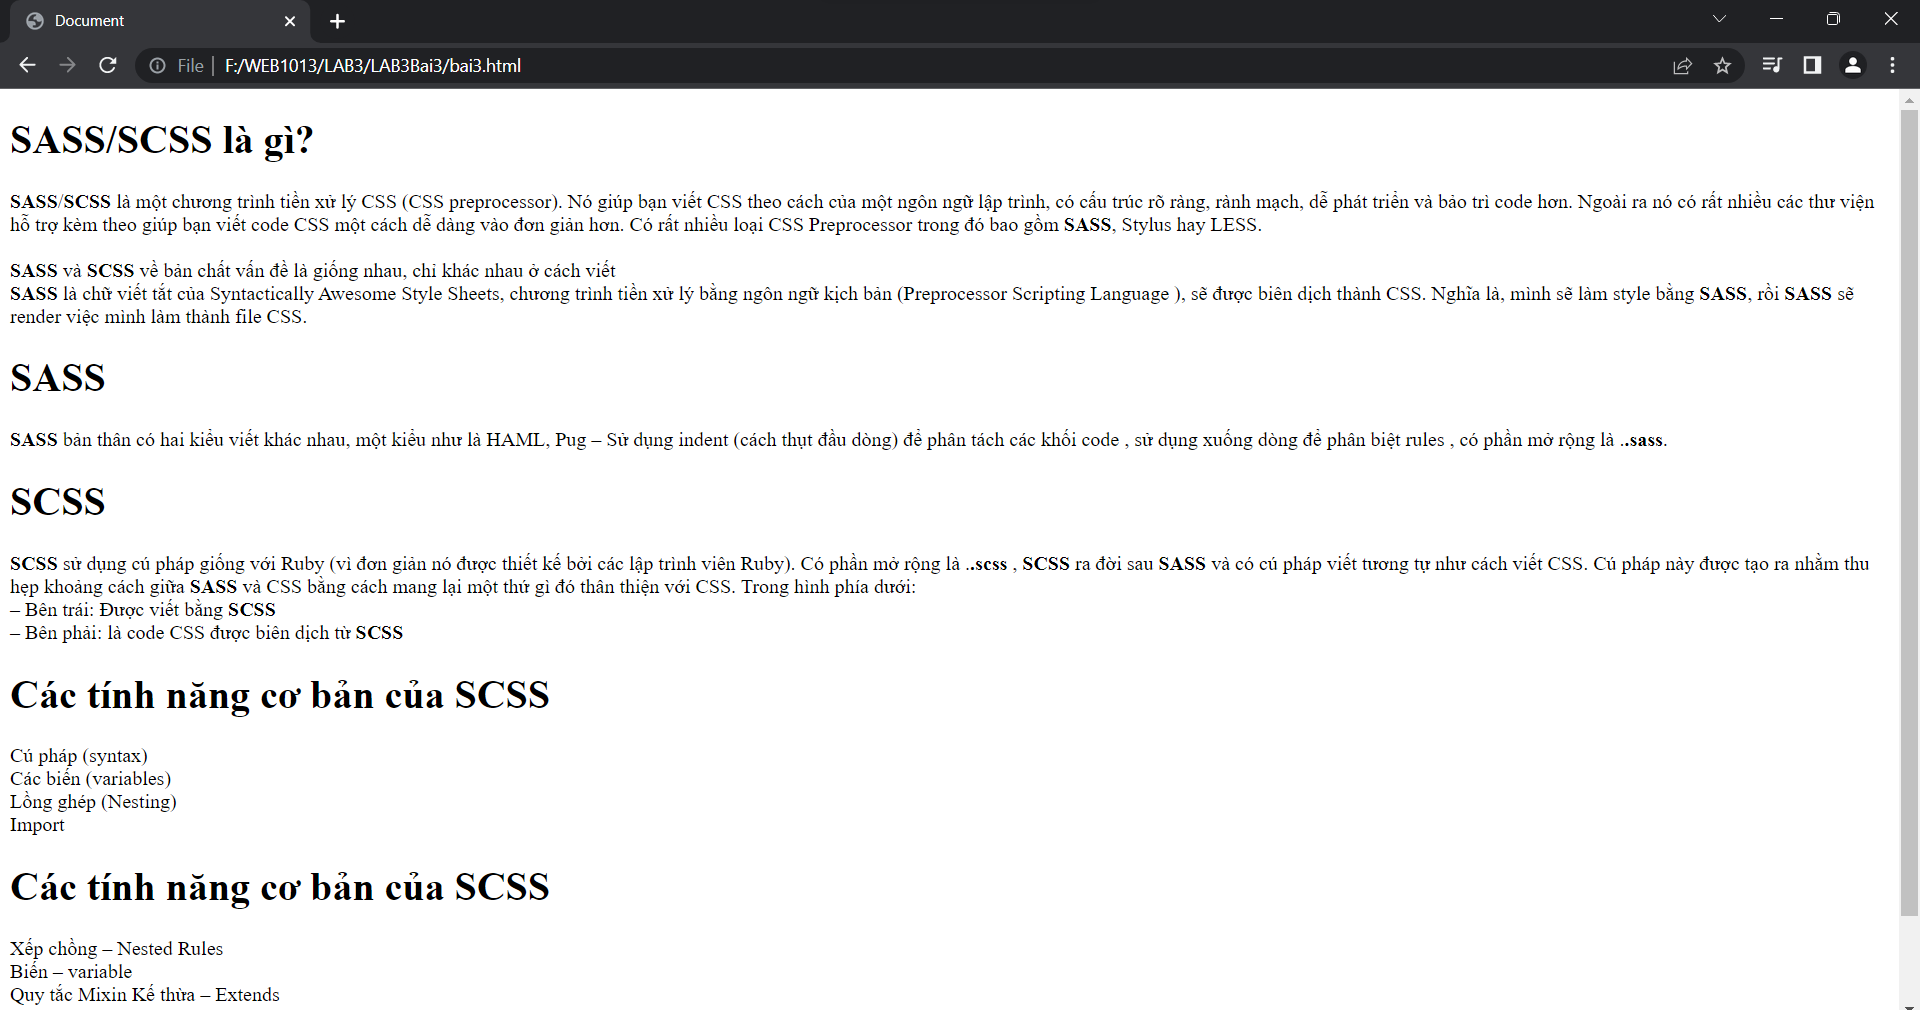 Document
File | F:/WEB1013/LAB3/LAB3Bai3/bai3.html
SASS/SCSS là gì?
SASS/SCSS là một chương trình tiền xử lý CSS (CSS preprocessor). Nó giúp bạn viết CSS theo cách của một ngôn ngữ lập trình, có cấu trúc rõ ràng, rành mạch, dễ phát triển và bảo trì code hơn. Ngoài ra nó có rất nhiều các thư viện
hỗ trợ kèm theo giúp bạn viết code CSS một cách dễ dàng vào đơn giản hơn. Có rất nhiều loại CSS Preprocessor trong đó bao gồm SASS, Stylus hay LESS.
SASS và SCSS về bản chất vấn đề là giống nhau, chỉ khác nhau ở cách viết
SASS là chữ viết tắt của Syntactically Awesome Style Sheets, chương trình tiền xử lý bằng ngôn ngữ kịch bản (Preprocessor Scripting Language ), sẽ được biên dịch thành CSS. Nghĩa là, mình sẽ làm style bằng SASS, rồi SASS sẽ
render việc mình làm thành file CSS.
SASS
SASS bản thân có hai kiểu viết khác nhau, một kiểu như là HAML, Pug – Sử dụng indent (cách thụt đầu dòng) để phân tách các khối code , sử dụng xuống dòng để phân biệt rules , có phần mở rộng là ..sass.
SCSS
SCSS sử dụng cú pháp giống với Ruby (vì đơn giản nó được thiết kế bởi các lập trình viên Ruby). Có phần mở rộng là ..scss , SCSS ra đời sau SASS và có cú pháp viết tương tự như cách viết CSS. Cú pháp này được tạo ra nhằm thu
hẹp khoảng cách giữa SASS và CSS bằng cách mang lại một thứ gì đó thân thiện với CSS. Trong hình phía dưới:
– Bên trái: Được viết bằng SCSS
– Bên phải: là code CSS được biên dịch từ SCSS
Các tính năng cơ bản của SCSS
Cú pháp (syntax)
Các biến (variables)
Lồng ghép (Nesting)
Import
Các tính năng cơ bản của SCSS
Xếp chồng – Nested Rules
Biến – variable
Quy tắc Mixin Kế thừa – Extends